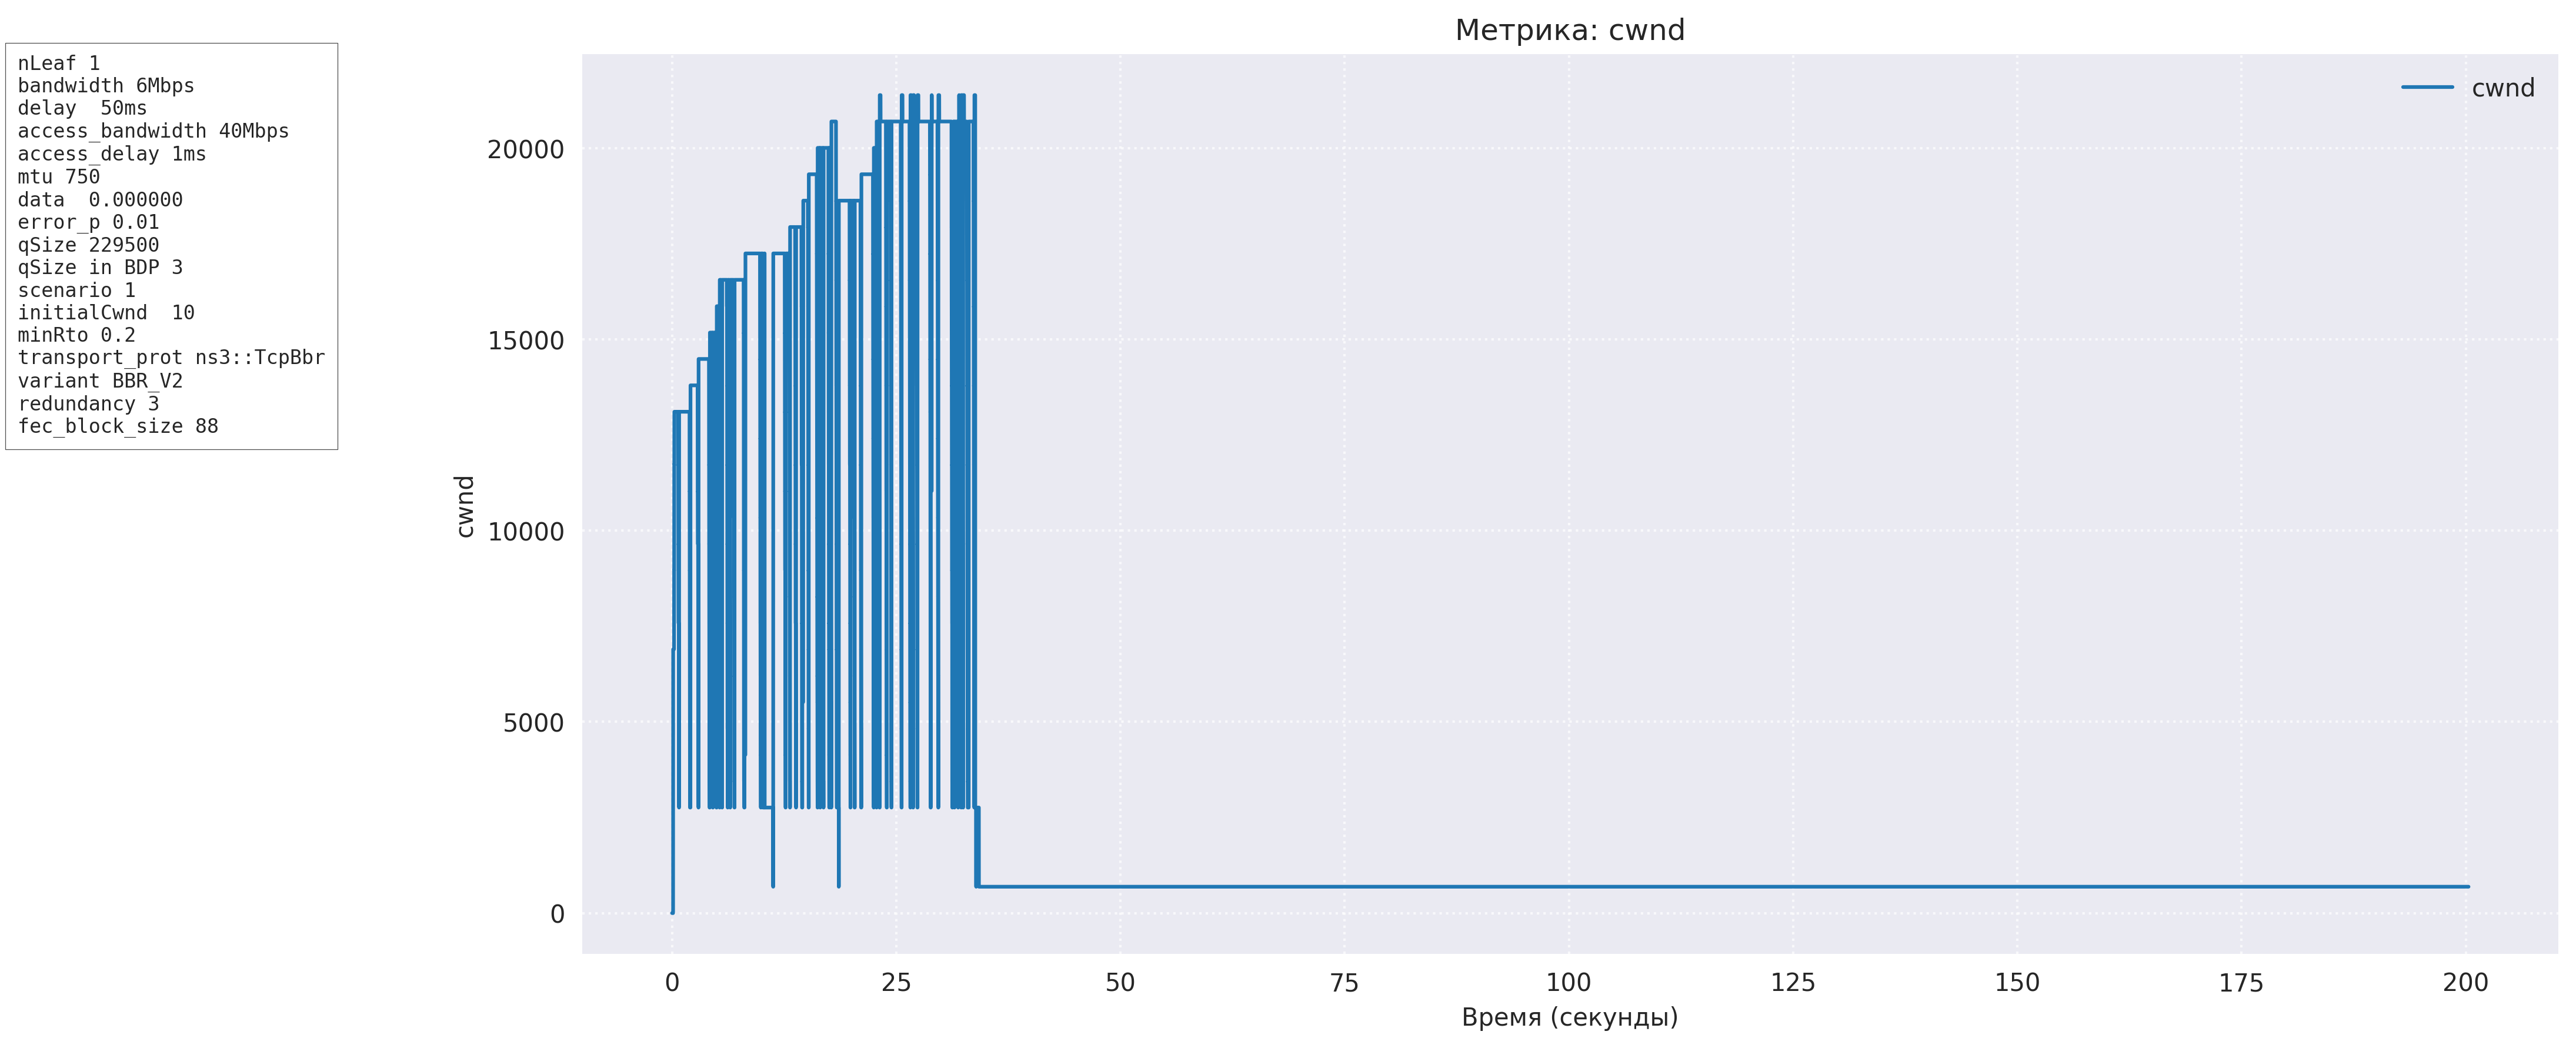 Метрика: cwnd
nLeaf 1
bandwidth 6Mbps
delay  50ms
access_bandwidth 40Mbps
access_delay 1ms
mtu 750
data  0.000000
error_p 0.01
qSize 229500
qSize in BDP 3
scenario 1
initialCwnd  10
minRto 0.2
transport_prot ns3::TcpBbr
variant BBR_V2
redundancy 3
fec_block_size 88
cwnd
cwnd
20000
15000
10000
5000
0
0 25 50 75 100 125 150 175 200
Время (секунды)